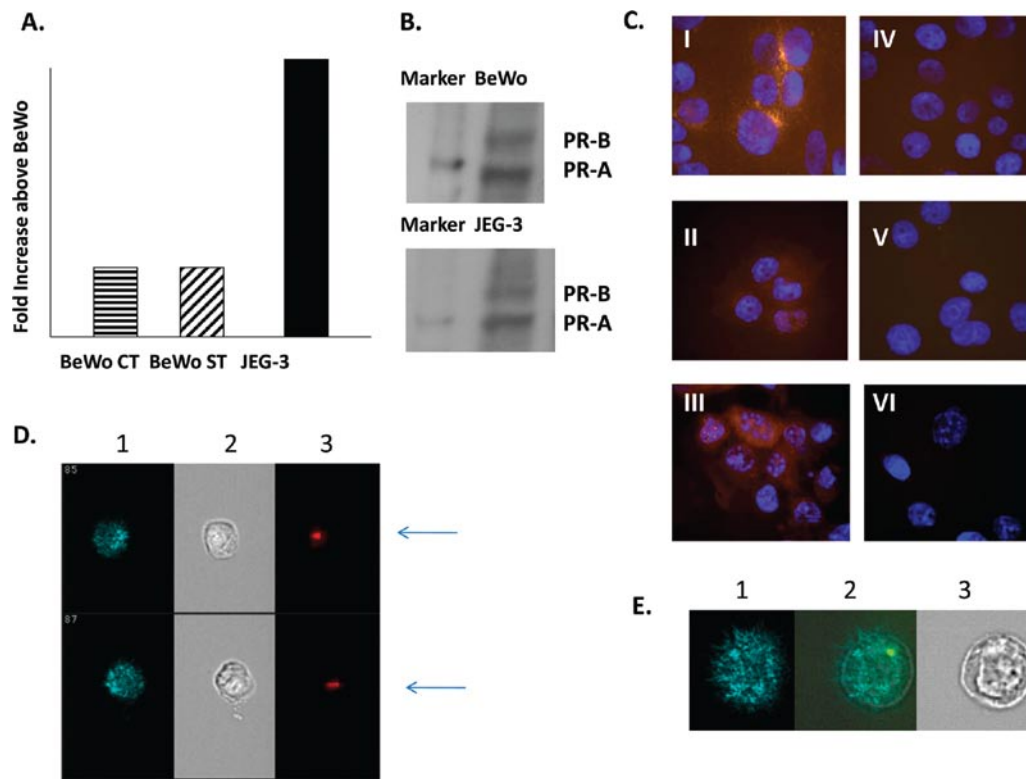 A.
Fold Increase above BeWo
BeWo CT BeWo ST JEG-3
B.
Marker BeWo
PR-B
PR-A
Marker JEG-3
PR-B
PR-A
C.
I
IV
II
V
III
VI
D.
1 2 3
85
87
E.
1 2 3